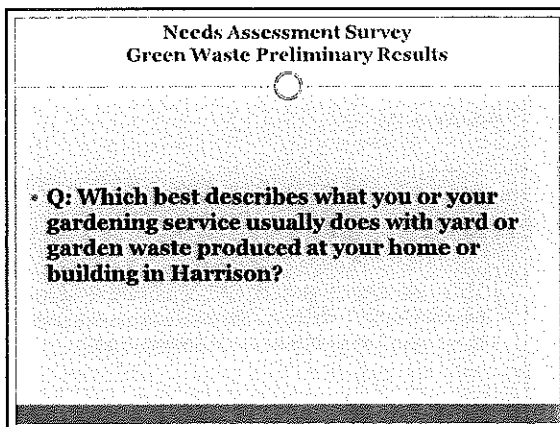 Needs Assessment Survey
Green Waste Preliminary Results
• Q: Which best describes what you or your
gardening service usually does with yard or
garden waste produced at your home or
building in Harrison?